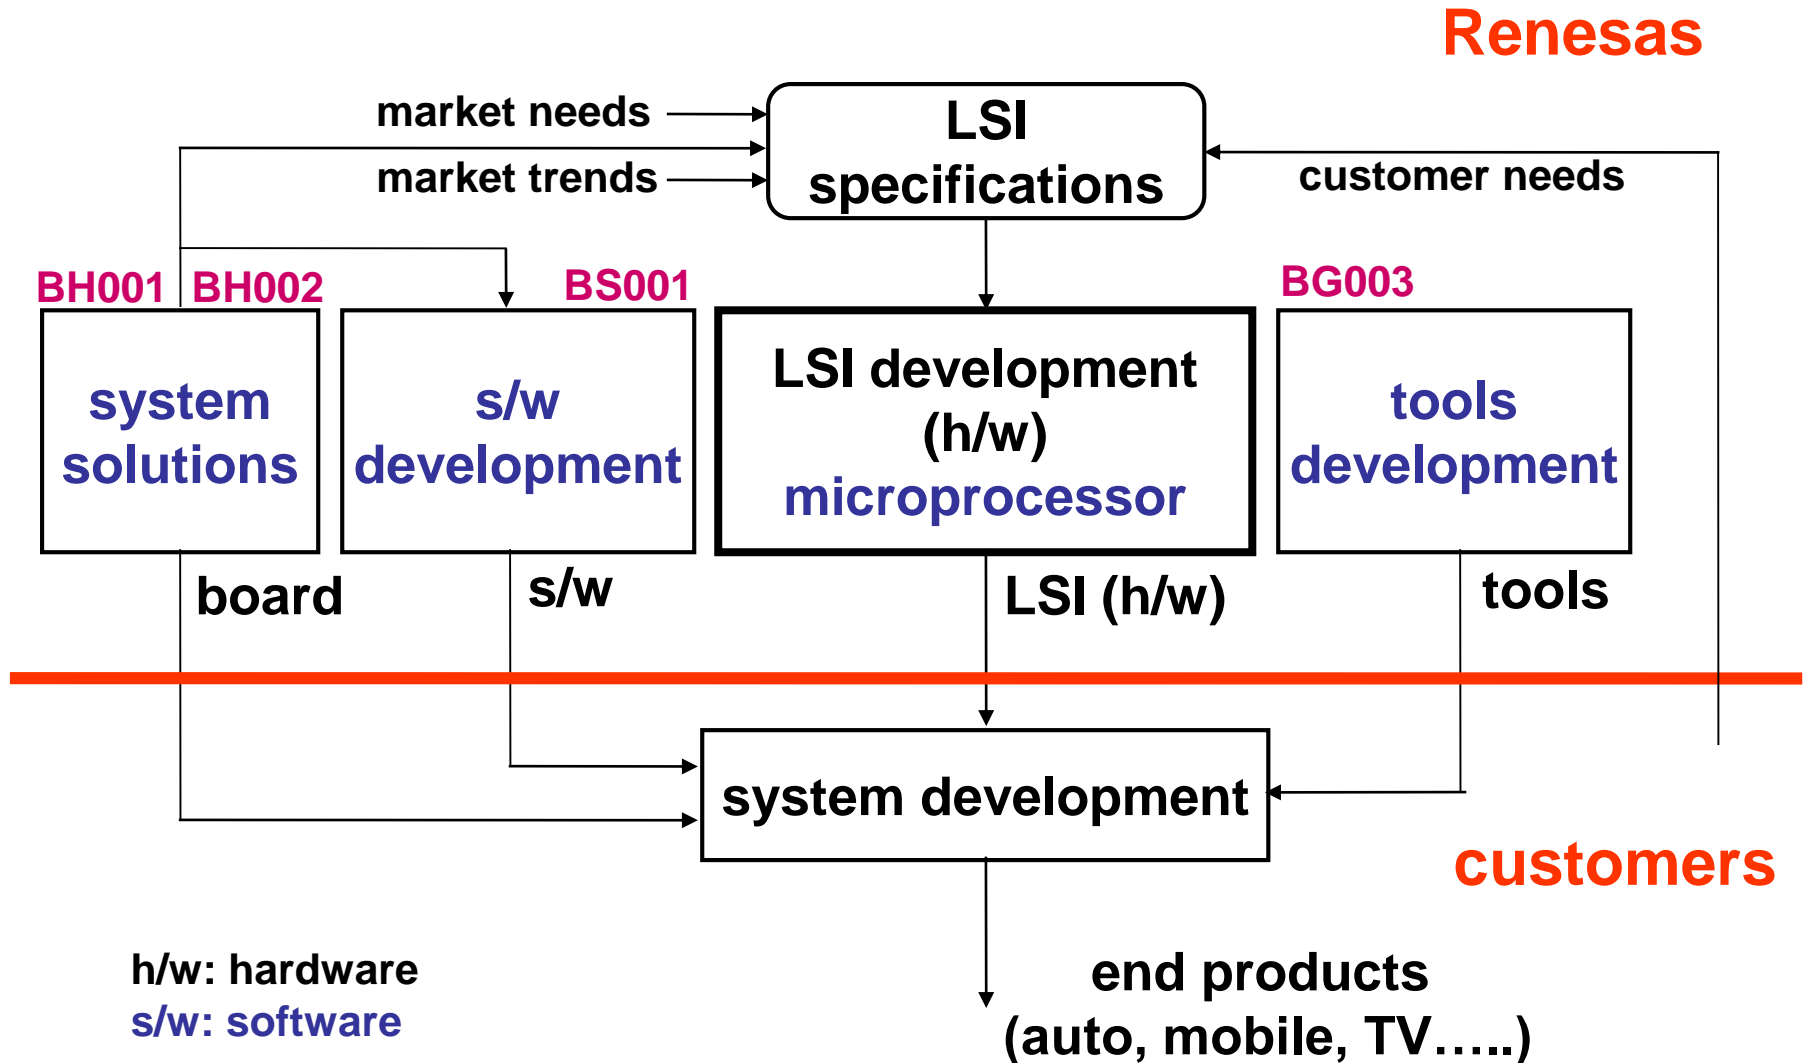 Renesas
market needs
market trends
LSI
specifications
customer needs
BH001 BH002
BS001
BG003
system
solutions
s/w
development
LSI development
(h/w)
microprocessor
tools
development
board
s/w
LSI (h/w)
tools
system development
customers
h/w: hardware
s/w: software
end products
(auto, mobile, TV…..)